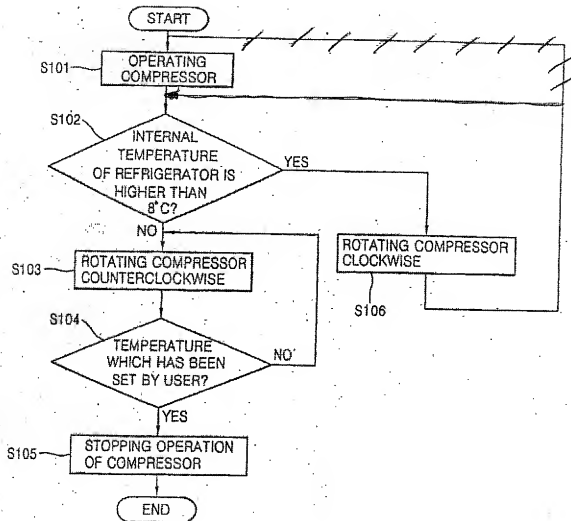 START
S101
OPERATING
COMPRESSOR
S102
INTERNAL
TEMPERATURE
OF REFRIGERATOR IS
HIGHER THAN
8°C?
YES
NO
S103
ROTATING COMPRESSOR
COUNTERCLOCKWISE
ROTATING COMPRESSOR
CLOCKWISE
S106
S104
TEMPERATURE
WHICH HAS BEEN
SET BY USER?
NO
YES
S105
STOPPING OPERATION
OF COMPRESSOR
END